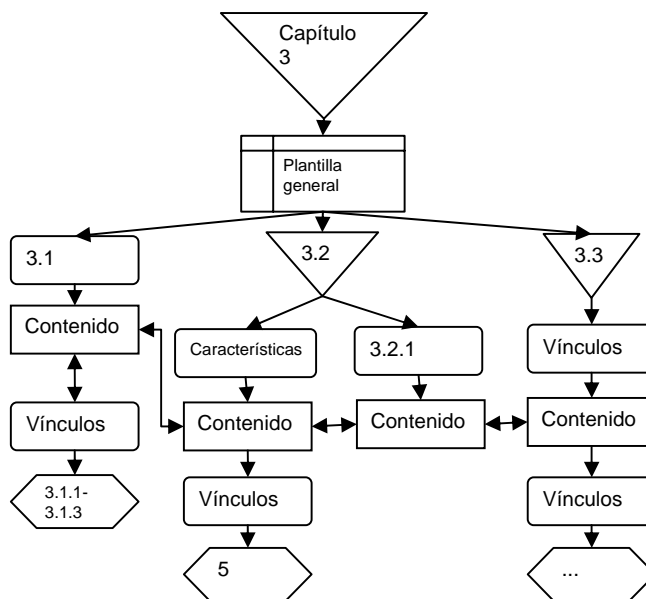 Capítulo
3
Plantilla
general
3.1
3.2
3.3
Contenido
Características
3.2.1
Vínculos
Vínculos
Contenido
Contenido
Contenido
3.1.1-
3.1.3
Vínculos
Vínculos
5
...